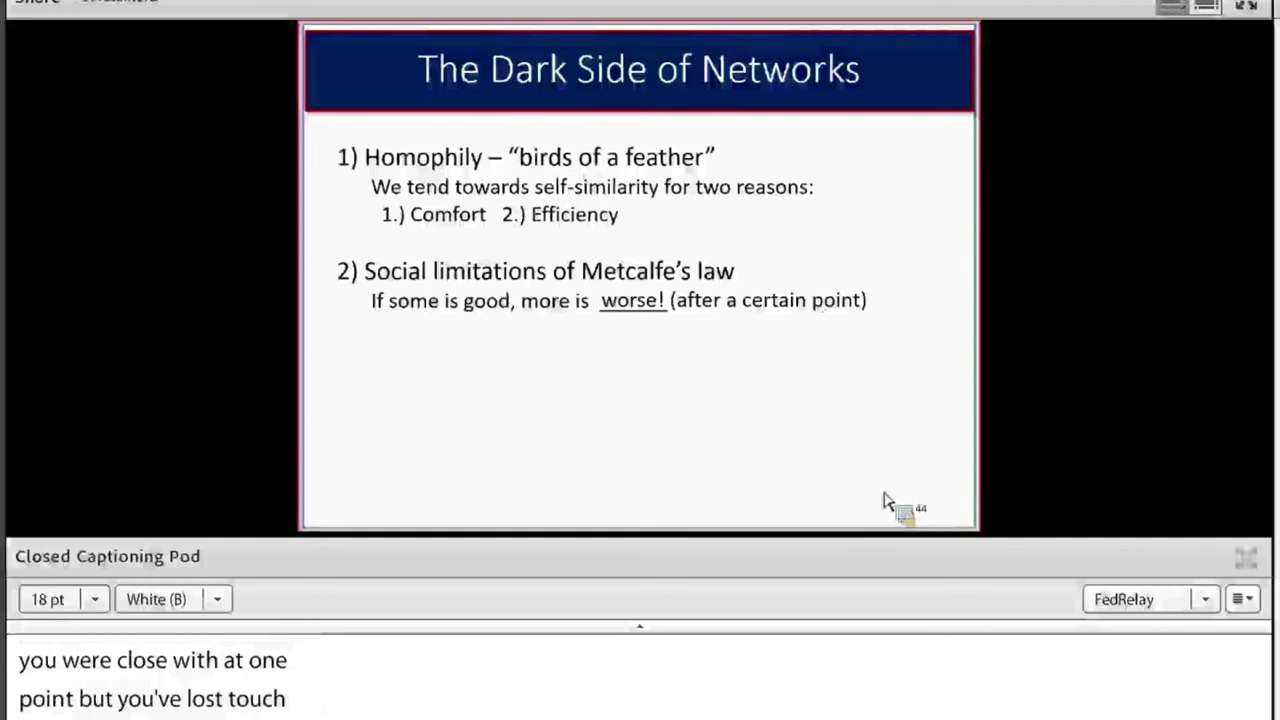 The Dark Side of Networks
1) Homophily – “birds of a feather”
We tend towards self-similarity for two reasons:
1.) Comfort 2.) Efficiency
2) Social limitations of Metcalfe’s law
If some is good, more is worse! (after a certain point)
44
Closed Captioning Pod
18 pt
White (B)
FedRelay
you were close with at one
point but you've lost touch